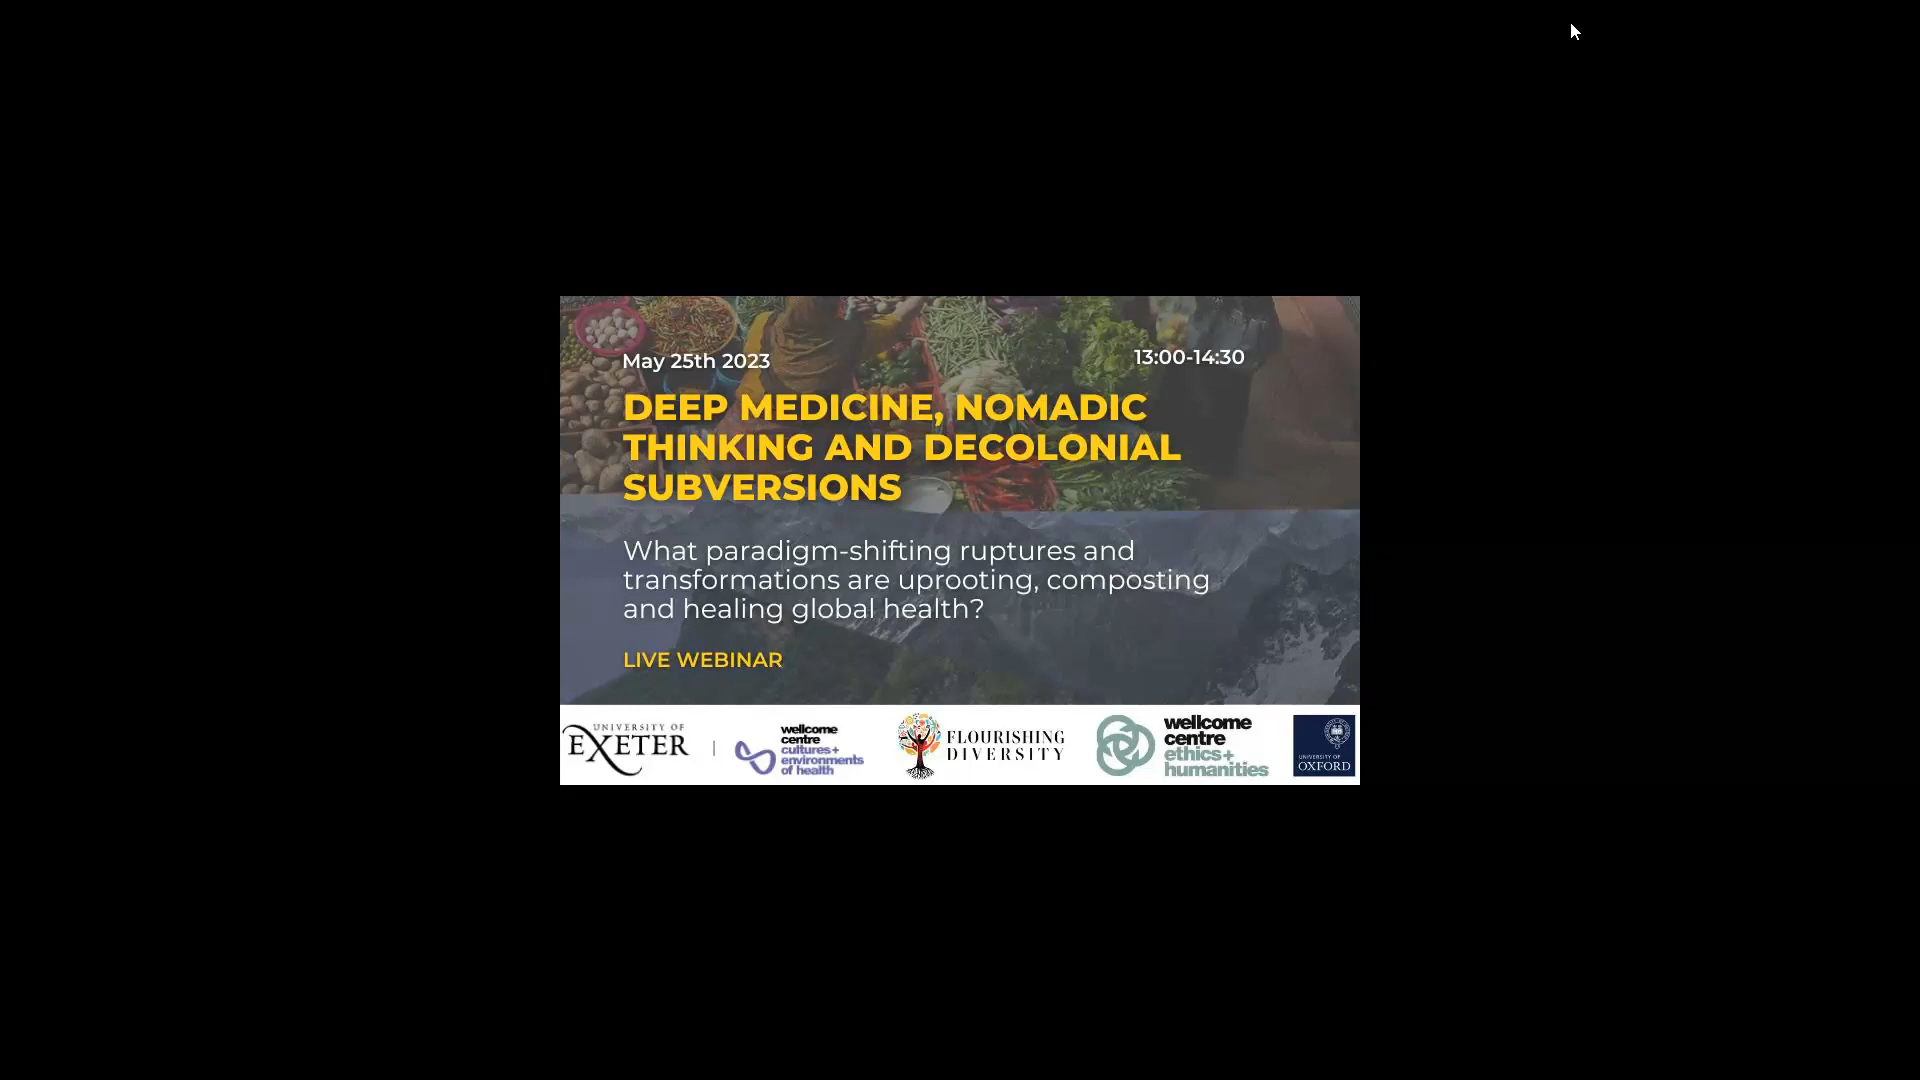 May 25th 2023
13:00-14:30
DEEP MEDICINE, NOMADIC
THINKING AND DECOLONIAL
SUBVERSIONS
What paradigm-shifting ruptures and
transformations are uprooting, composting
and healing global health?
LIVE WEBINAR
UNIVERSITY OF
EXETER
wellcome
centre
cultures+
environments
of health
FLOURISHING
DIVERSITY
wellcome
centre
ethics+
humanities
UNIVERSITY OF
OXFORD